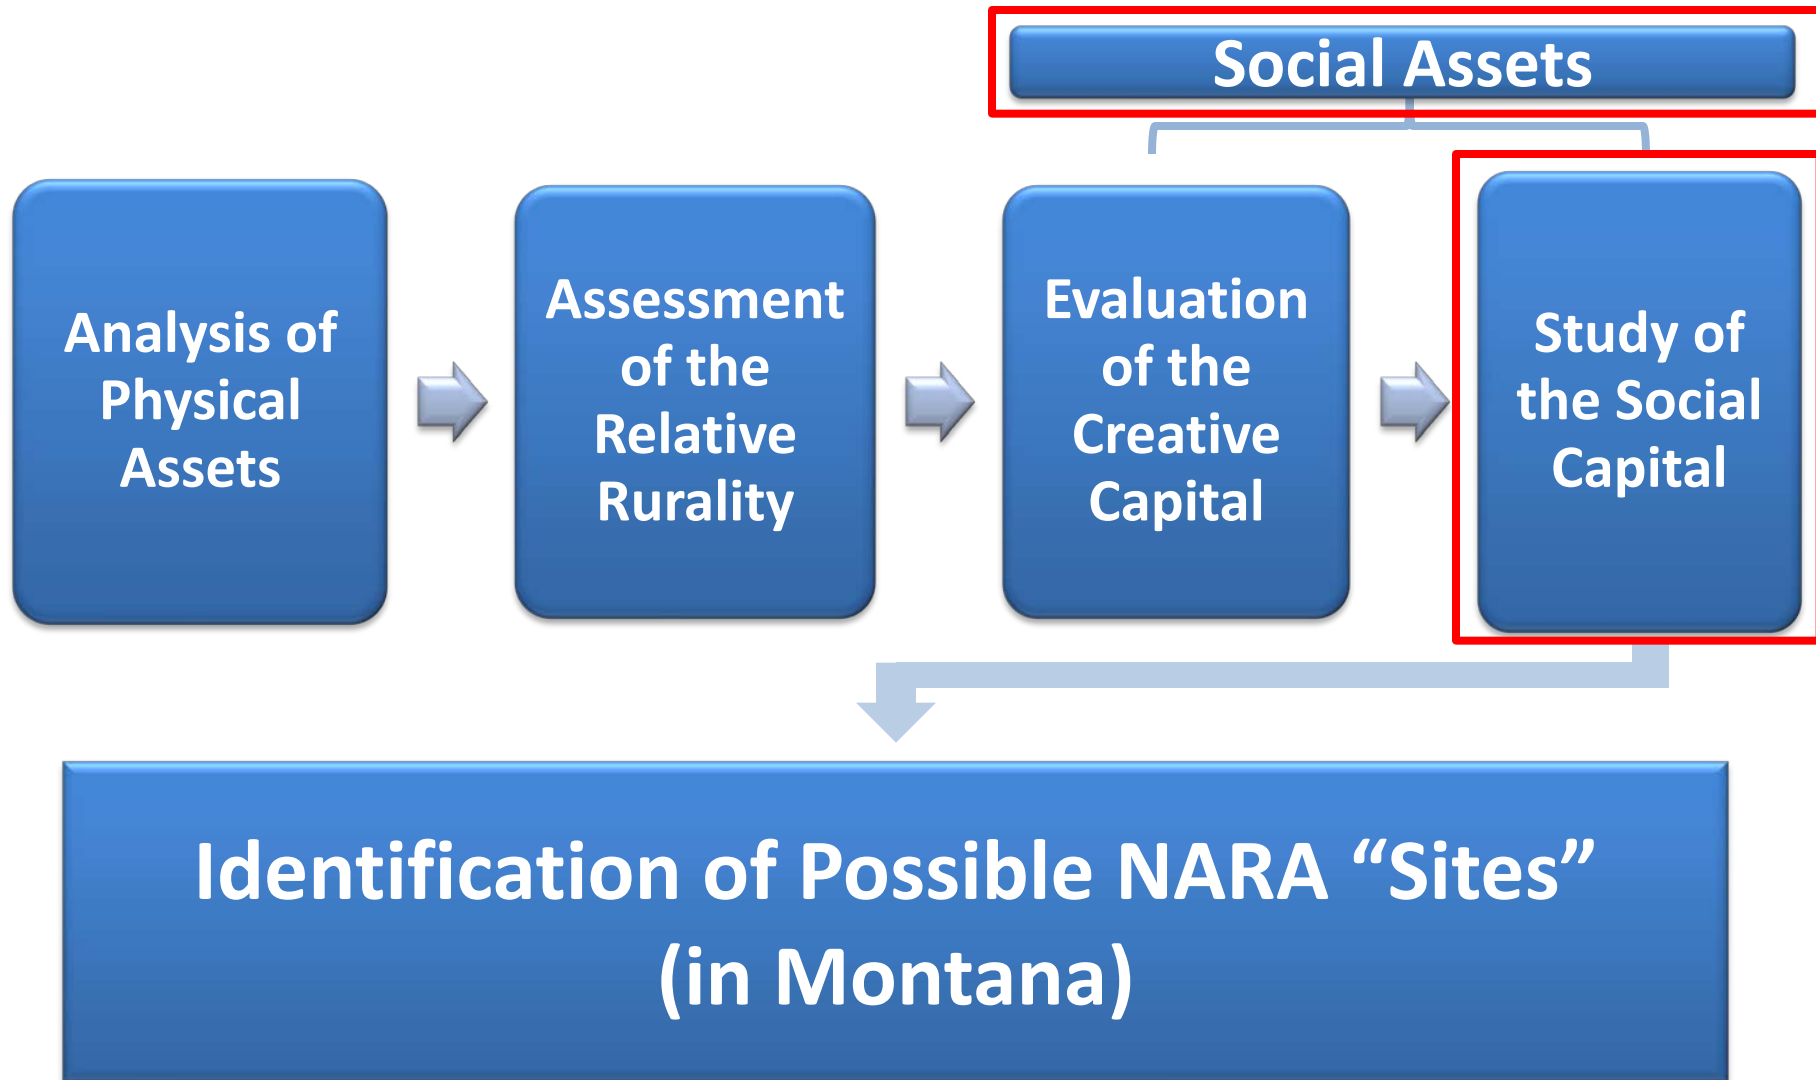 Social Assets
Analysis of
Physical
Assets
Assessment
of the
Relative
Rurality
Evaluation
of the
Creative
Capital
Study of
the Social
Capital
Identification of Possible NARA “Sites”
(in Montana)